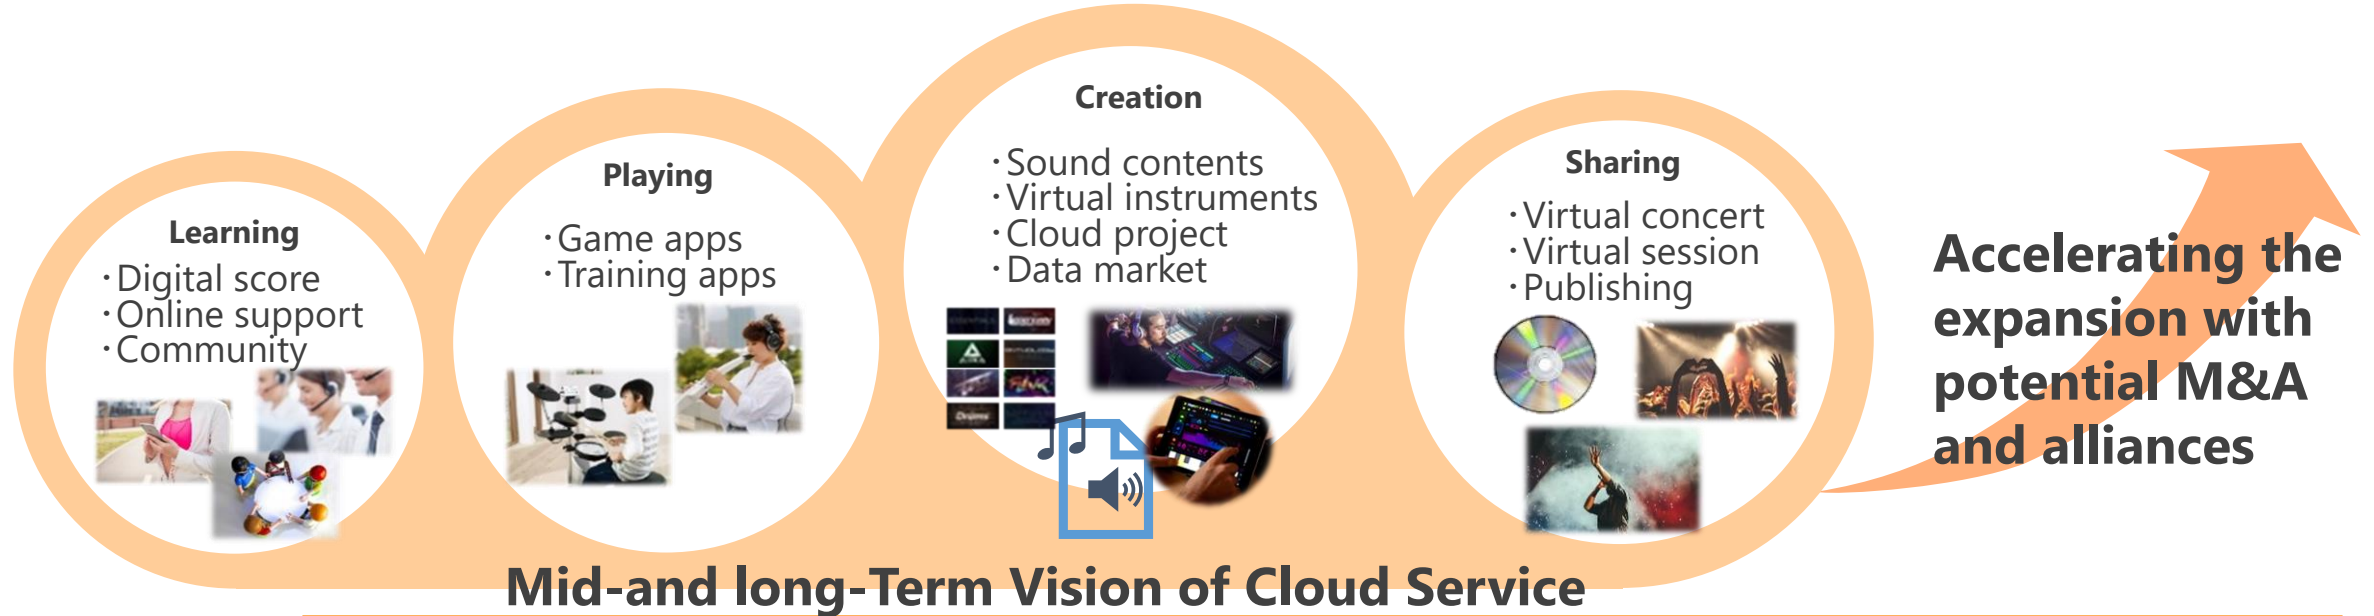 Learning
・Digital score
・Online support
・Community
Playing
・Game apps
・Training apps
Creation
・Sound contents
・Virtual instruments
・Cloud project
・Data market
Sharing
・Virtual concert
・Virtual session
・Publishing
Accelerating the
expansion with
potential M&A
and alliances
Mid-and long-Term Vision of Cloud Service